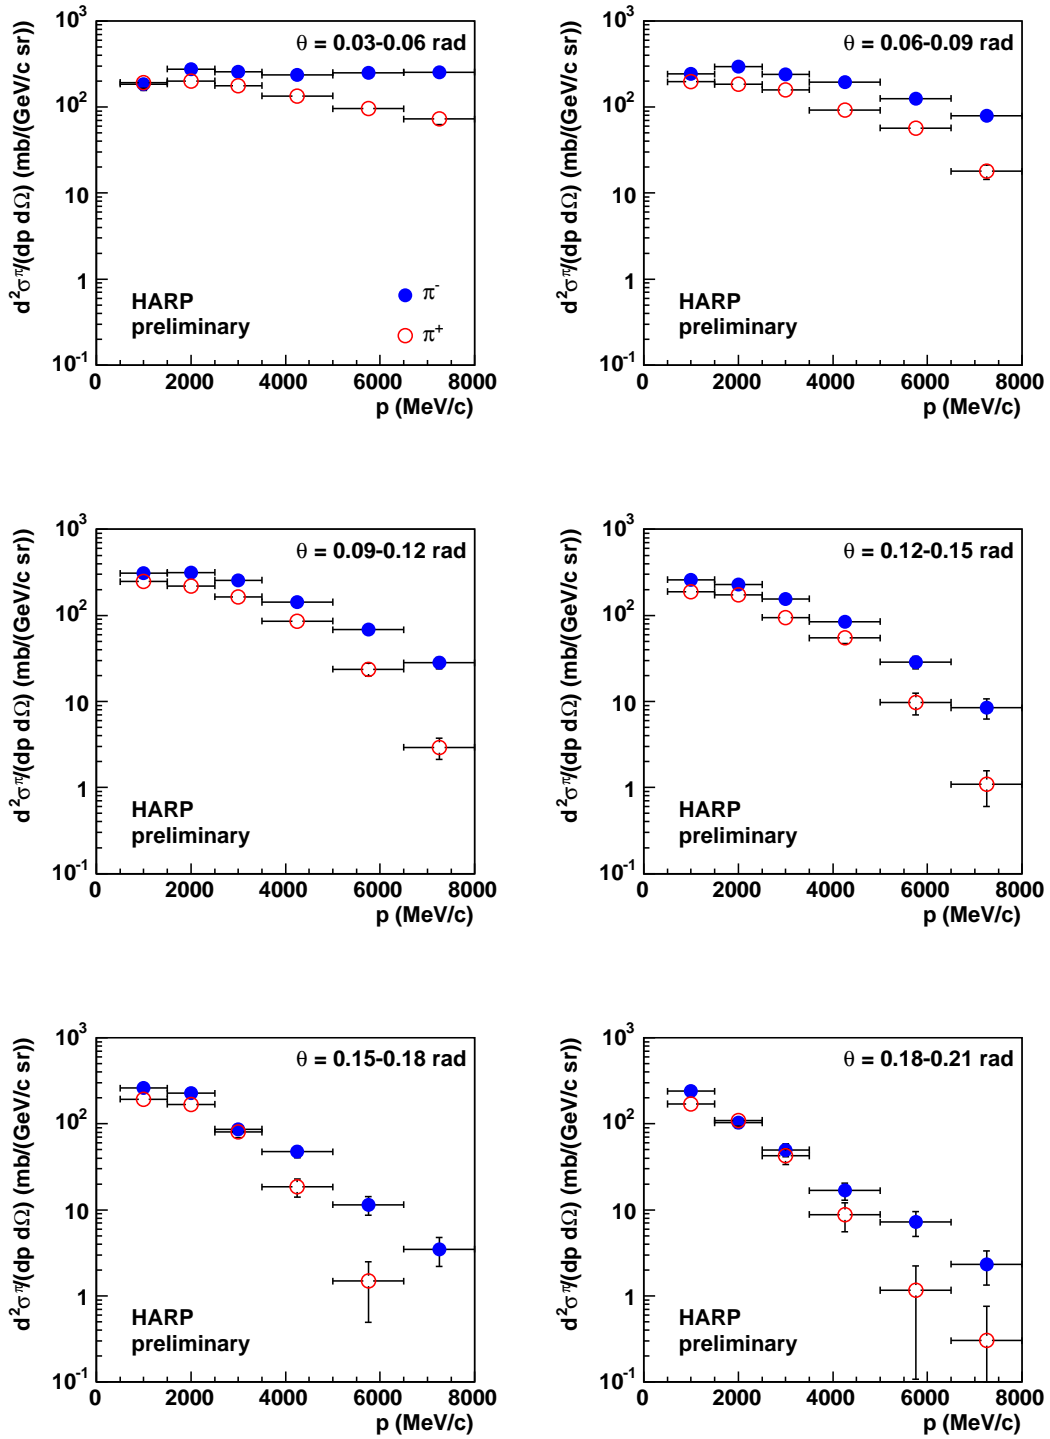 d²σ^π/(dp dΩ) (mb/(GeV/c sr))
10³
10²
10
1
10⁻¹
θ = 0.03-0.06 rad
HARP
preliminary
π⁻
π⁺
0 2000 4000 6000 8000
p (MeV/c)
d²σ^π/(dp dΩ) (mb/(GeV/c sr))
10³
10²
10
1
10⁻¹
θ = 0.06-0.09 rad
HARP
preliminary
0 2000 4000 6000 8000
p (MeV/c)
d²σ^π/(dp dΩ) (mb/(GeV/c sr))
10³
10²
10
1
10⁻¹
θ = 0.09-0.12 rad
HARP
preliminary
0 2000 4000 6000 8000
p (MeV/c)
d²σ^π/(dp dΩ) (mb/(GeV/c sr))
10³
10²
10
1
10⁻¹
θ = 0.12-0.15 rad
HARP
preliminary
0 2000 4000 6000 8000
p (MeV/c)
d²σ^π/(dp dΩ) (mb/(GeV/c sr))
10³
10²
10
1
10⁻¹
θ = 0.15-0.18 rad
HARP
preliminary
0 2000 4000 6000 8000
p (MeV/c)
d²σ^π/(dp dΩ) (mb/(GeV/c sr))
10³
10²
10
1
10⁻¹
θ = 0.18-0.21 rad
HARP
preliminary
0 2000 4000 6000 8000
p (MeV/c)